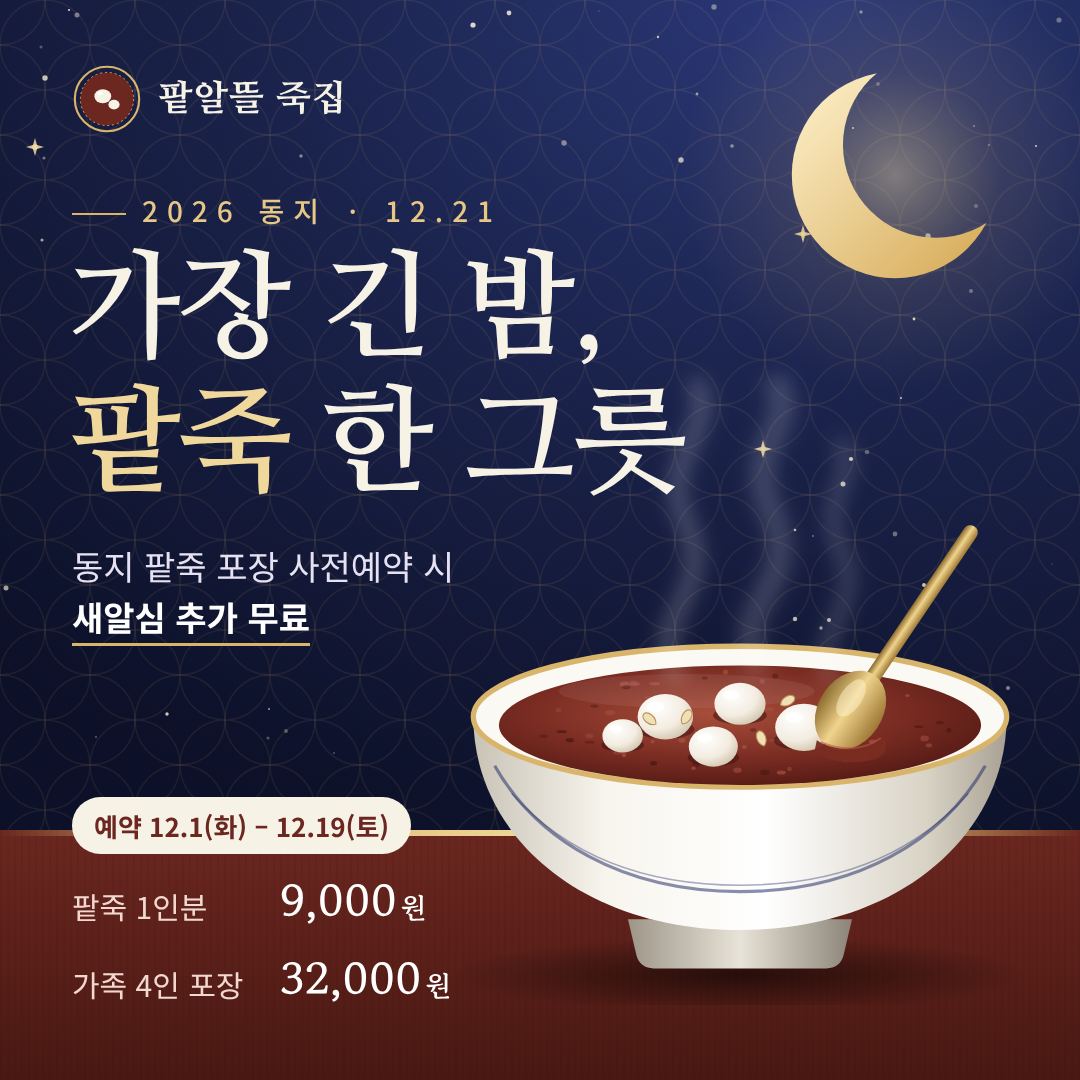 팥알뜰 죽집
2026 동지 · 12.21
가장 긴 밤,
팥죽 한 그릇
동지 팥죽 포장 사전예약 시
새알심 추가 무료
예약 12.1(화) – 12.19(토)
팥죽 1인분 9,000원
가족 4인 포장 32,000원